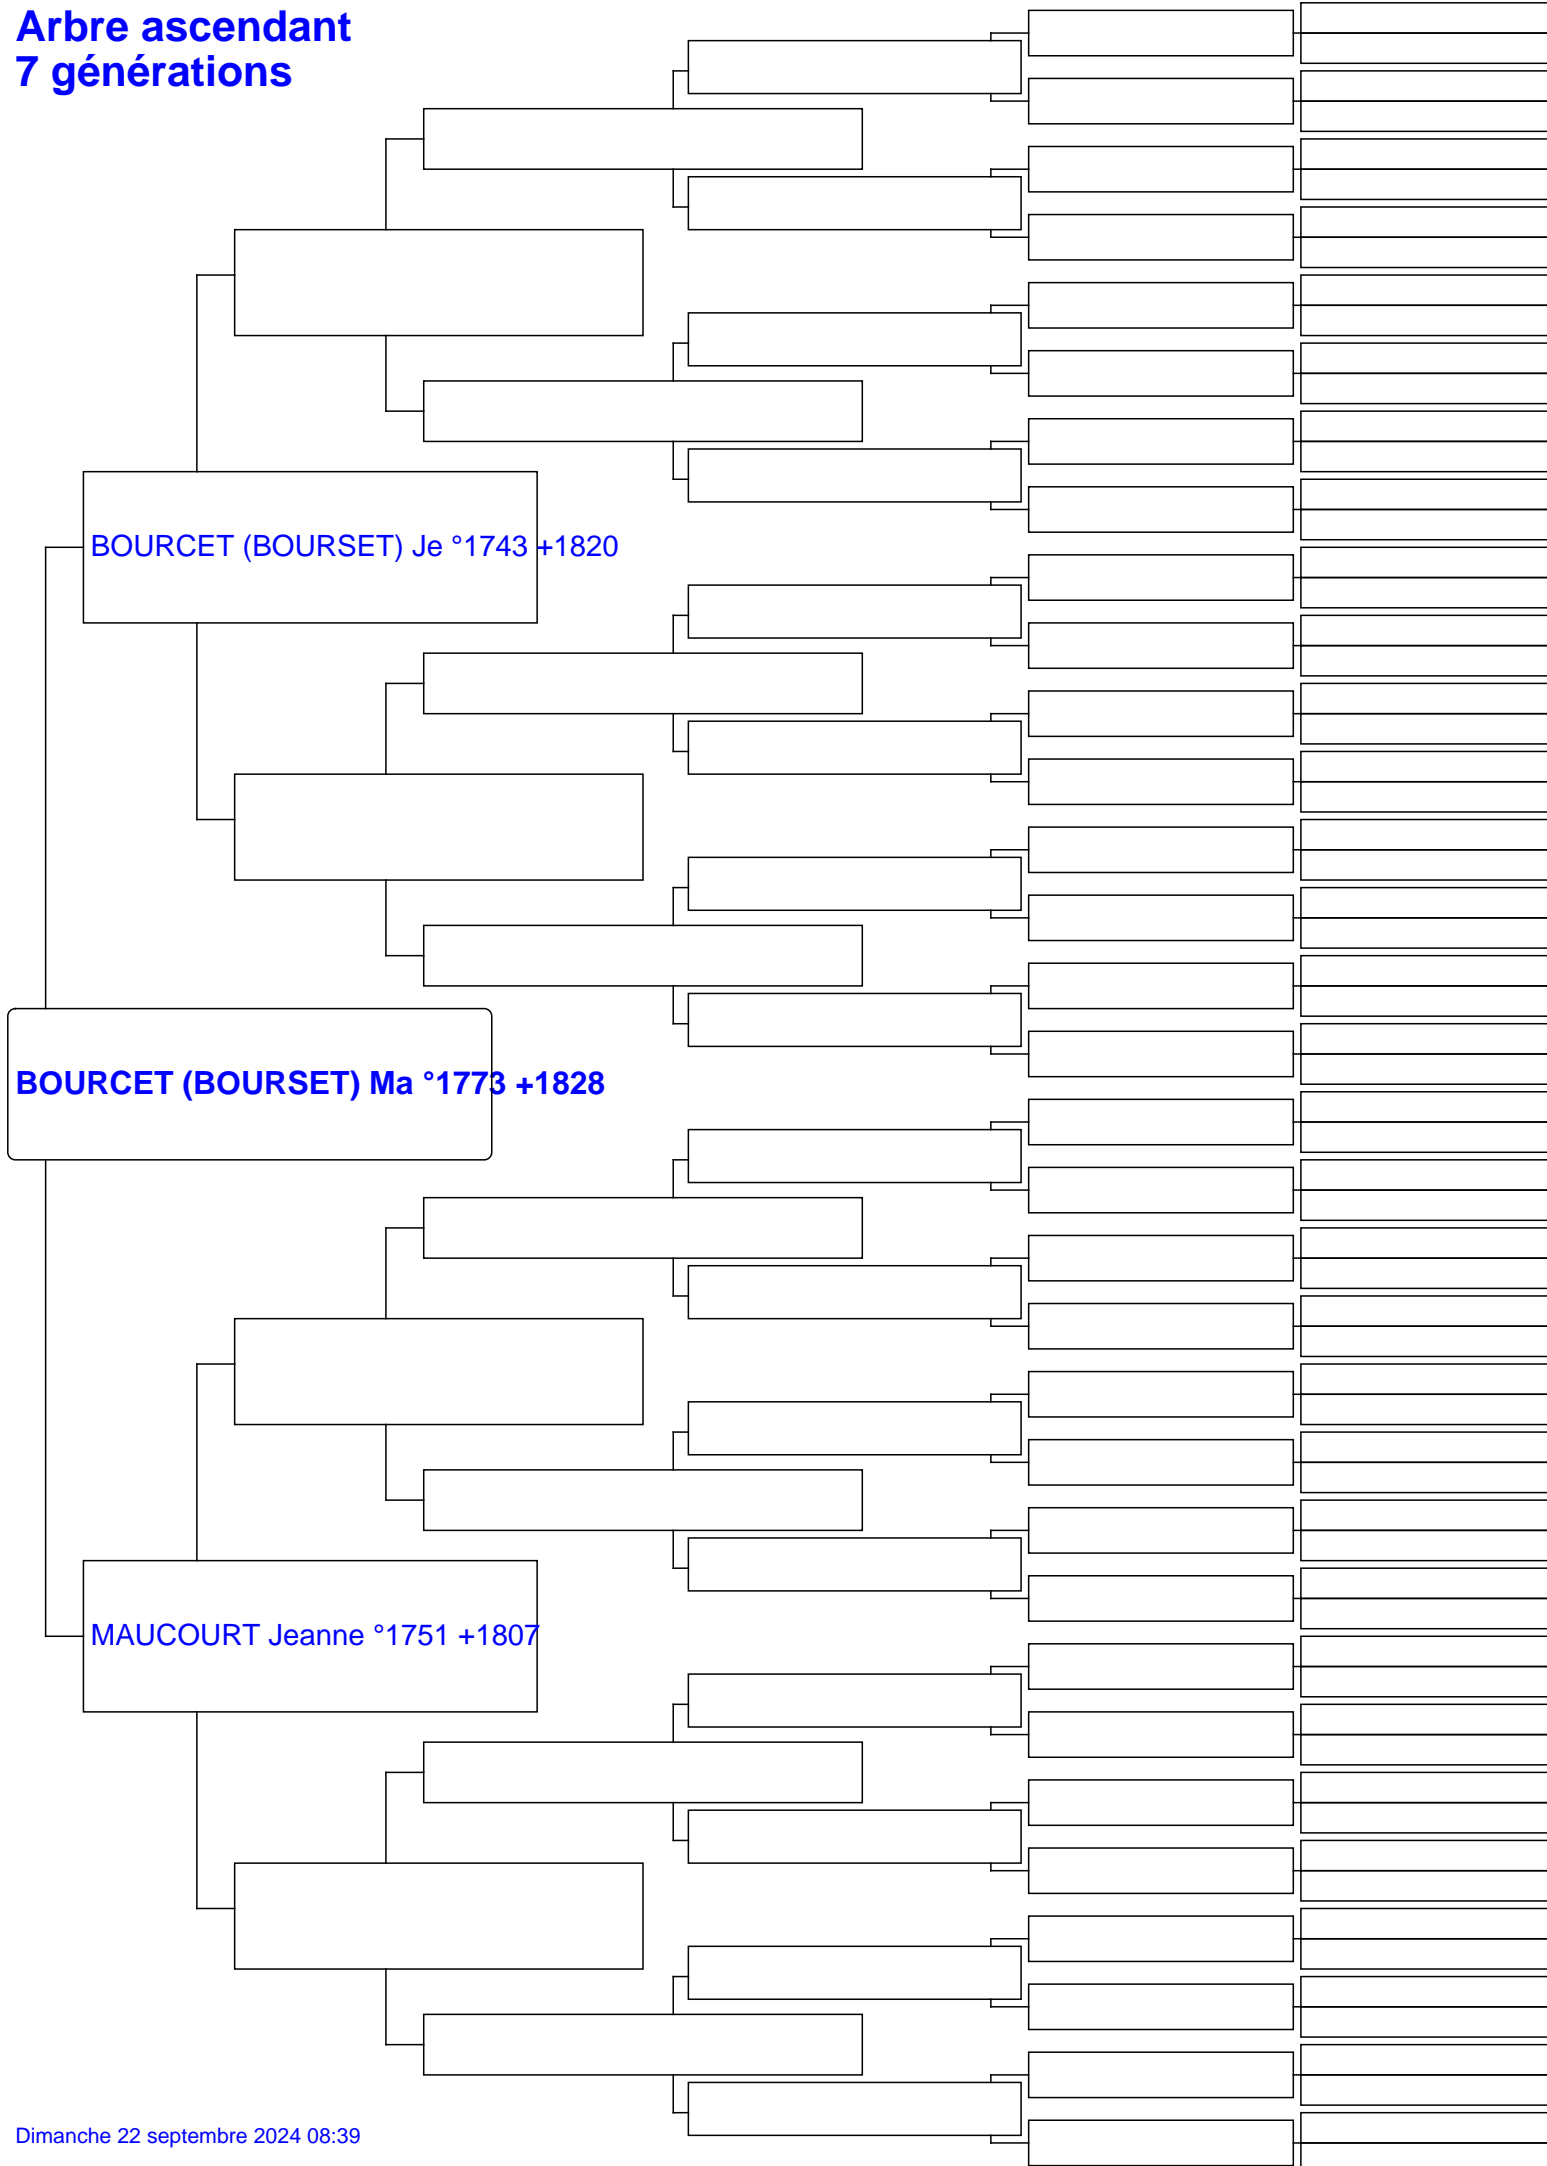 Arbre ascendant
7 générations
BOURCET (BOURSET) Je °1743 +1820
BOURCET (BOURSET) Ma °1773 +1828
MAUCOURT Jeanne °1751 +1807
Dimanche 22 septembre 2024 08:39